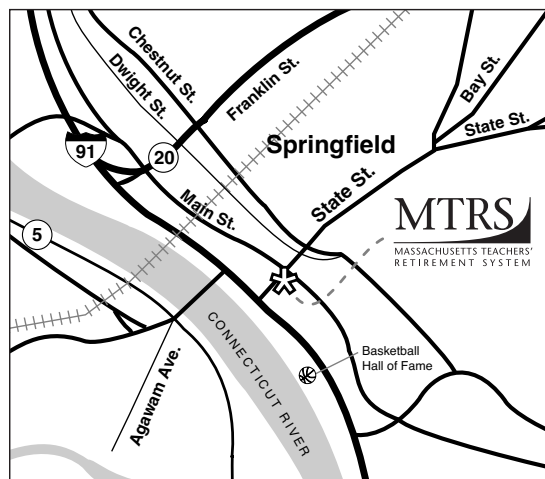 Chestnut St.
Dwight St.
Franklin St.
Bay St.
State St.
91
20
Springfield
Main St.
State St.
MTRS
MASSACHUSETTS TEACHERS'
RETIREMENT SYSTEM
5
CONNECTICUT RIVER
Basketball
Hall of Fame
Agawam Ave.